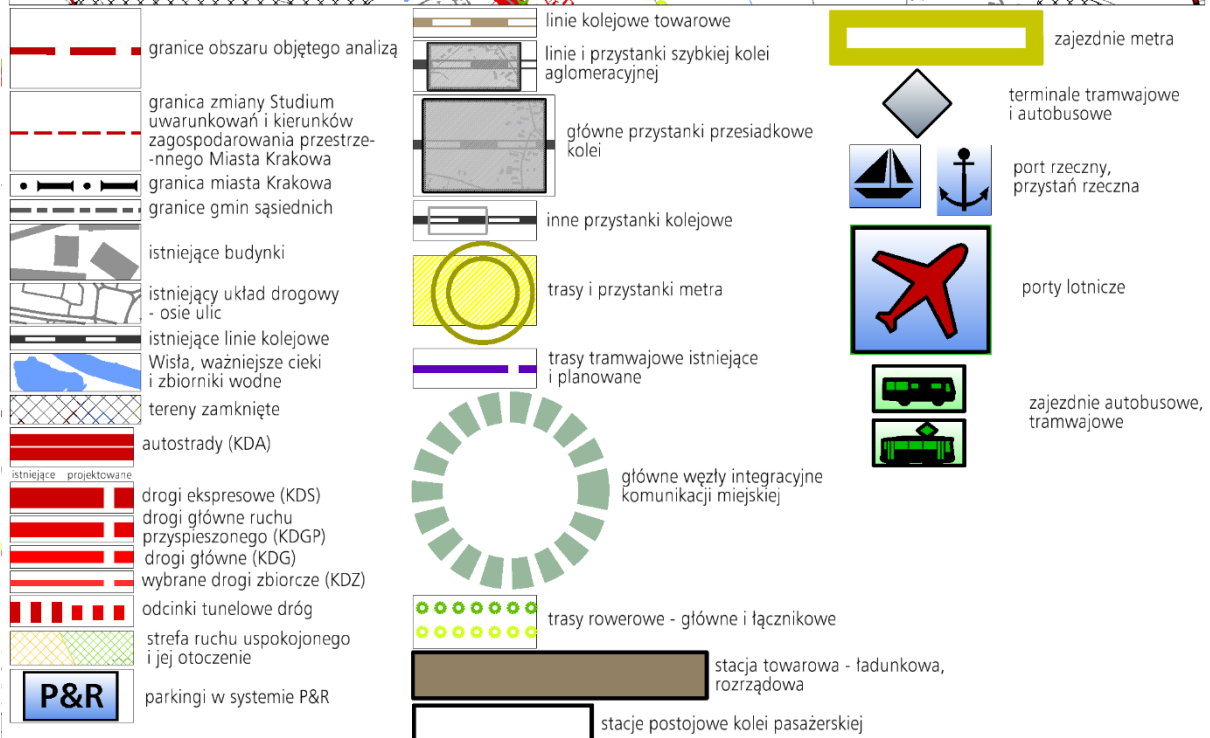 granice obszaru objętego analizą
granica zmiany Studium
uwarunkowań i kierunków
zagospodarowania przestrze-
-nnego Miasta Krakowa
granica miasta Krakowa
granice gmin sąsiednich
istniejące budynki
istniejący układ drogowy
- osie ulic
istniejące linie kolejowe
Wisła, ważniejsze cieki
i zbiorniki wodne
tereny zamknięte
autostrady (KDA)
istniejące projektowane
drogi ekspresowe (KDS)
drogi główne ruchu
przyspieszonego (KDGP)
drogi główne (KDG)
wybrane drogi zbiorcze (KDZ)
odcinki tunelowe dróg
strefa ruchu uspokojonego
i jej otoczenie
P&R
parkingi w systemie P&R
linie kolejowe towarowe
linie i przystanki szybkiej kolei
aglomeracyjnej
główne przystanki przesiadkowe
kolei
inne przystanki kolejowe
trasy i przystanki metra
trasy tramwajowe istniejące
i planowane
główne węzły integracyjne
komunikacji miejskiej
trasy rowerowe - główne i łącznikowe
stacja towarowa - ładunkowa,
rozrządowa
stacje postojowe kolei pasażerskiej
zajezdnie metra
terminale tramwajowe
i autobusowe
port rzeczny,
przystań rzeczna
porty lotnicze
zajezdnie autobusowe,
tramwajowe